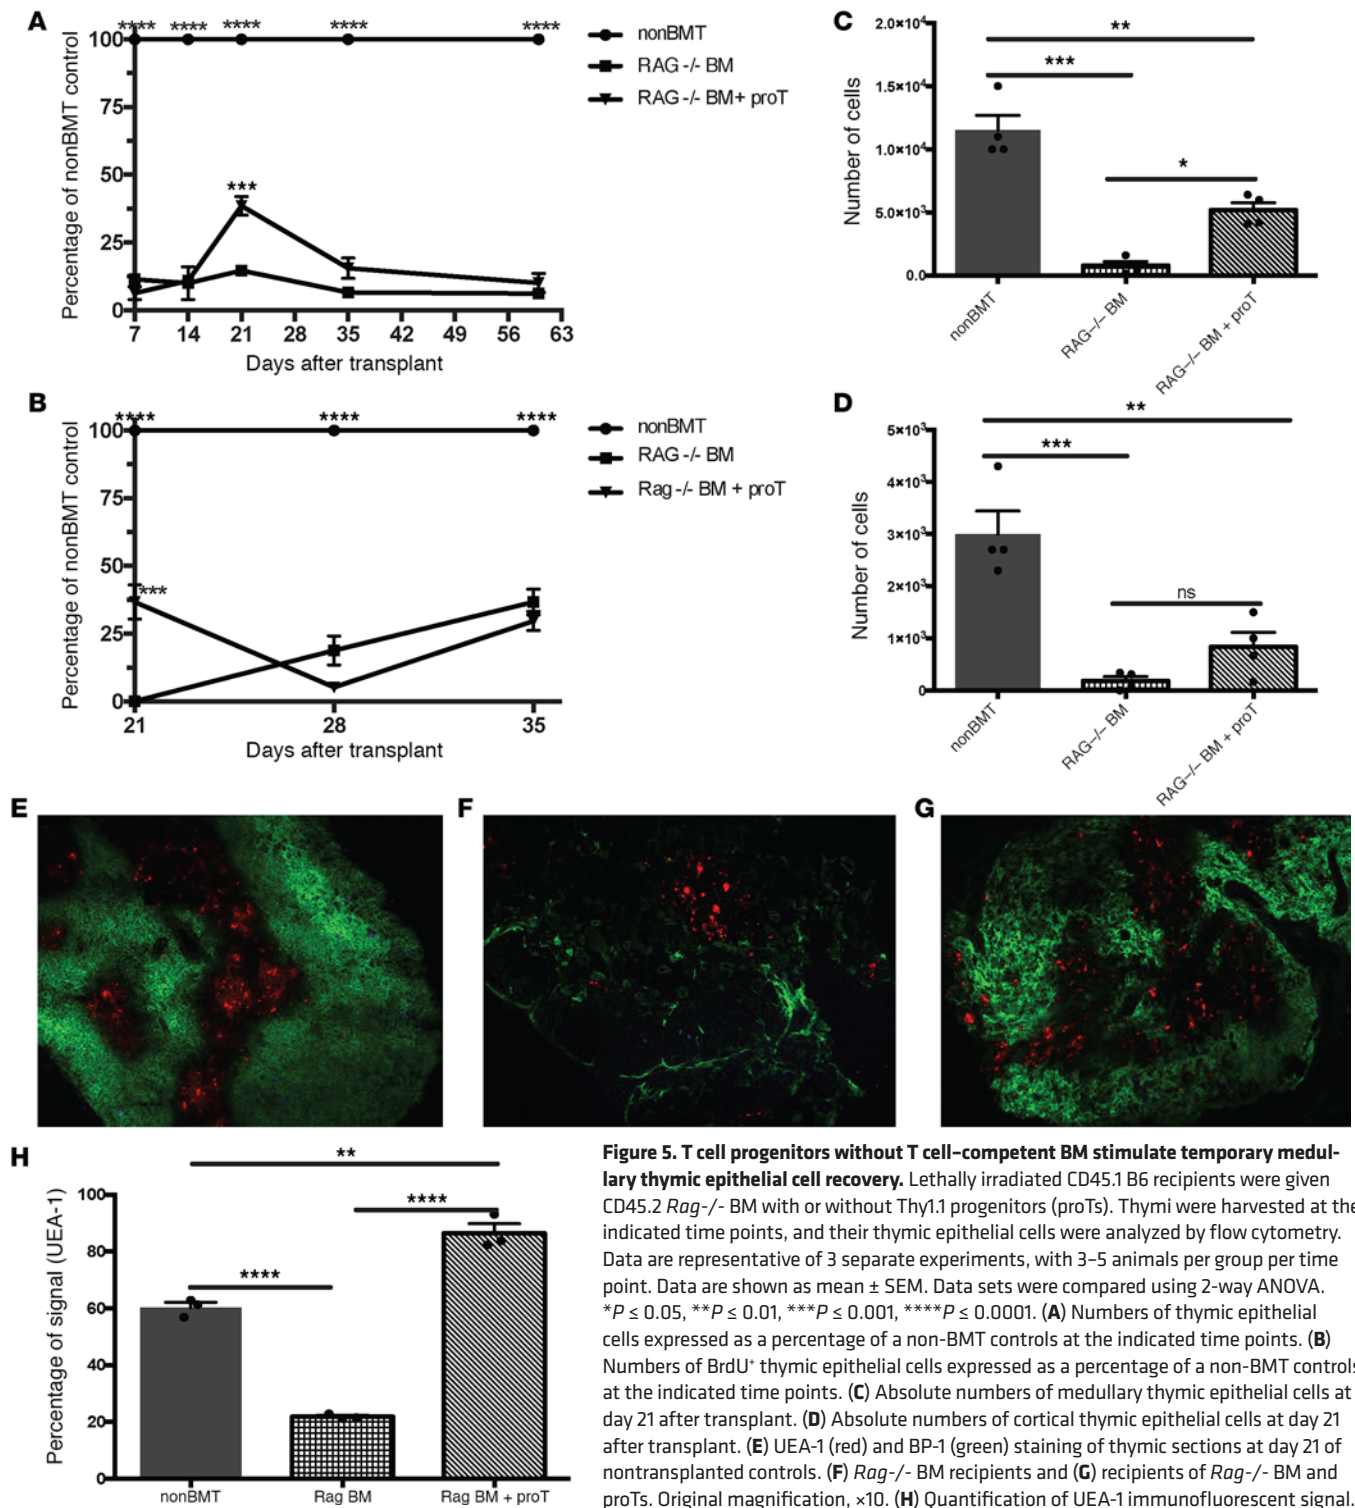 A
**** **** **** **** ****
nonBMT
RAG -/- BM
RAG -/- BM+ proT
***
Percentage of nonBMT control
100
75
50
25
0
7 14 21 28 35 42 49 56 63
Days after transplant
B
**** **** ****
nonBMT
RAG -/- BM
Rag -/- BM + proT
***
Percentage of nonBMT control
100
75
50
25
0
21 28 35
Days after transplant
C
**
***
*
Number of cells
2.0×10⁴
1.5×10⁴
1.0×10⁴
5.0×10³
0.0
nonBMT
RAG–/– BM
RAG–/– BM + proT
D
**
***
ns
Number of cells
5×10³
4×10³
3×10³
2×10³
1×10³
0
nonBMT
RAG–/– BM
RAG–/– BM + proT
E
F
G
H
**
****
****
Percentage of signal (UEA-1)
100
80
60
40
20
0
nonBMT Rag BM Rag BM + proT
Figure 5. T cell progenitors without T cell–competent BM stimulate temporary medul-
lary thymic epithelial cell recovery. Lethally irradiated CD45.1 B6 recipients were given
CD45.2 Rag-/- BM with or without Thy1.1 progenitors (proTs). Thymi were harvested at the
indicated time points, and their thymic epithelial cells were analyzed by flow cytometry.
Data are representative of 3 separate experiments, with 3–5 animals per group per time
point. Data are shown as mean ± SEM. Data sets were compared using 2-way ANOVA.
*P ≤ 0.05, **P ≤ 0.01, ***P ≤ 0.001, ****P ≤ 0.0001. (A) Numbers of thymic epithelial
cells expressed as a percentage of a non-BMT controls at the indicated time points. (B)
Numbers of BrdU⁺ thymic epithelial cells expressed as a percentage of a non-BMT controls
at the indicated time points. (C) Absolute numbers of medullary thymic epithelial cells at
day 21 after transplant. (D) Absolute numbers of cortical thymic epithelial cells at day 21
after transplant. (E) UEA-1 (red) and BP-1 (green) staining of thymic sections at day 21 of
nontransplanted controls. (F) Rag-/- BM recipients and (G) recipients of Rag-/- BM and
proTs. Original magnification, ×10. (H) Quantification of UEA-1 immunofluorescent signal.